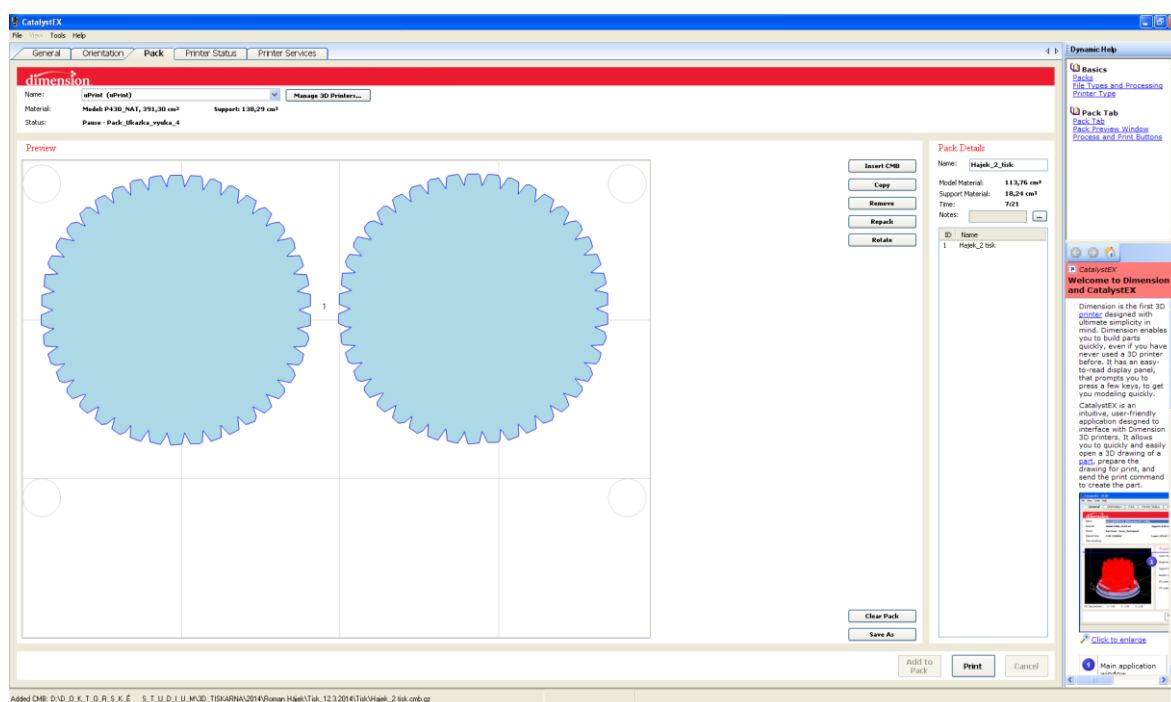 CatalystEX
File View Tools Help
General Orientation Pack Printer Status Printer Services
dimension
Name: uPrint (uPrint) Manage 3D Printers...
Material: Model: P430_NAT, 391,30 cm³ Support: 138,29 cm³
Status: Pause - Pack_Ukazka_vyuka_4
Preview
1
Insert CMB
Copy
Remove
Repack
Rotate
Clear Pack
Save As
Pack Details
Name: Hajek_2_tisk
Model Material: 113,76 cm³
Support Material: 18,24 cm³
Time: 7:21
Notes: ...
ID Name
1 Hajek_2 tisk
Add to
Pack
Print Cancel
Dynamic Help
Basics
Packs
File Types and Processing
Printer Type
Pack Tab
Pack Tab
Pack Preview Window
Process and Print Buttons
CatalystEX
Welcome to Dimension
and CatalystEX
Dimension is the first 3D
printer designed with
ultimate simplicity in
mind. Dimension enables
you to build parts
quickly, even if you have
never used a 3D printer
before. It has an easy-
to-read display panel,
that prompts you to
press a few keys, to get
you modeling quickly.
CatalystEX is an
intuitive, user-friendly
application designed to
interface with Dimension
3D printers. It allows
you to quickly and easily
open a 3D drawing of a
part, prepare the
drawing for print, and
send the print command
to create the part.
Click to enlarge
1 Main application
window
Added CMB: D:\D_O_K_T_O_R_S_K_É__S_T_U_D_I_U_M\3D_TISKARNA\2014\Roman Hájek\Tisk_12.3.2014\Tisk\Hajek_2 tisk.cmb.gz